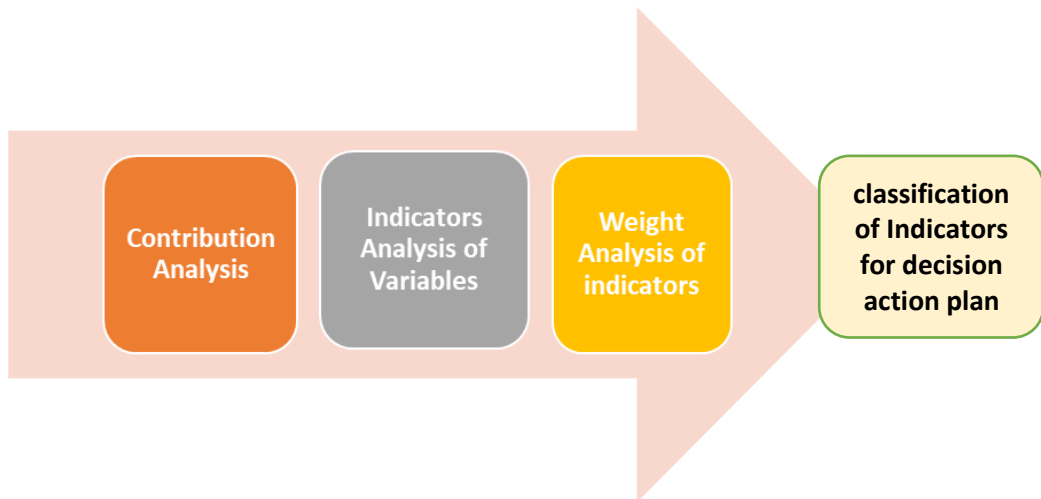 Contribution
Analysis
Indicators
Analysis of
Variables
Weight
Analysis of
indicators
classification
of Indicators
for decision
action plan